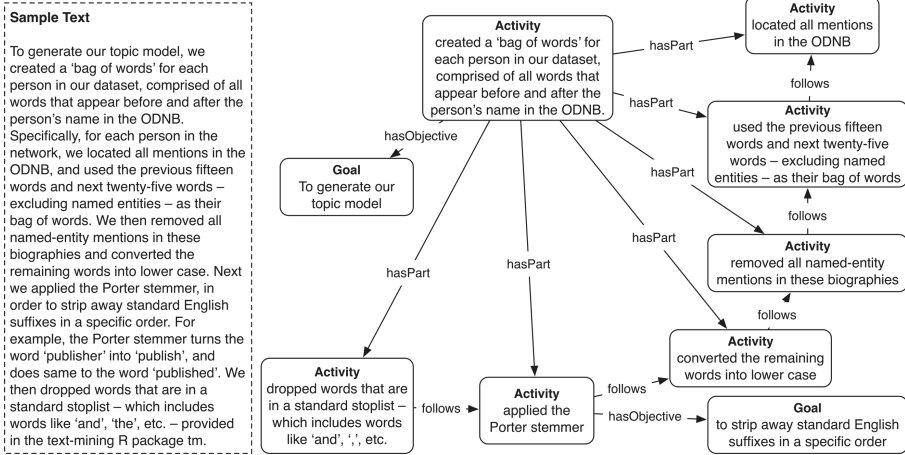 Sample Text
To generate our topic model, we
created a ‘bag of words’ for each
person in our dataset, comprised of all
words that appear before and after the
person’s name in the ODNB.
Specifically, for each person in the
network, we located all mentions in the
ODNB, and used the previous fifteen
words and next twenty-five words –
excluding named entities – as their
bag of words. We then removed all
named-entity mentions in these
biographies and converted the
remaining words into lower case. Next
we applied the Porter stemmer, in
order to strip away standard English
suffixes in a specific order. For
example, the Porter stemmer turns the
word ‘publisher’ into ‘publish’, and
does same to the word ‘published’. We
then dropped words that are in a
standard stoplist – which includes
words like ‘and’, ‘the’, etc. – provided
in the text-mining R package tm.
Activity
created a ‘bag of words’ for
each person in our dataset,
comprised of all words that
appear before and after the
person’s name in the ODNB.
hasPart
Activity
located all mentions
in the ODNB
follows
hasPart
Activity
used the previous fifteen
words and next twenty-five
words – excluding named
entities – as their bag of words
hasObjective
Goal
To generate our
topic model
hasPart
follows
Activity
removed all named-entity
mentions in these biographies
hasPart
hasPart
hasPart
follows
Activity
converted the remaining
words into lower case
Activity
dropped words that are
in a standard stoplist –
which includes words
like ‘and’, ‘,’, etc.
follows
Activity
applied the
Porter stemmer
follows
hasObjective
Goal
to strip away standard English
suffixes in a specific order